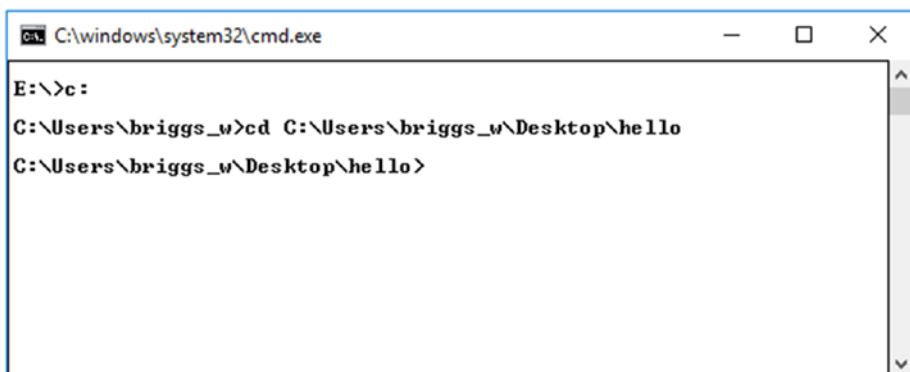 C:\windows\system32\cmd.exe
E:\>c:
C:\Users\briggs_w>cd C:\Users\briggs_w\Desktop\hello
C:\Users\briggs_w\Desktop\hello>